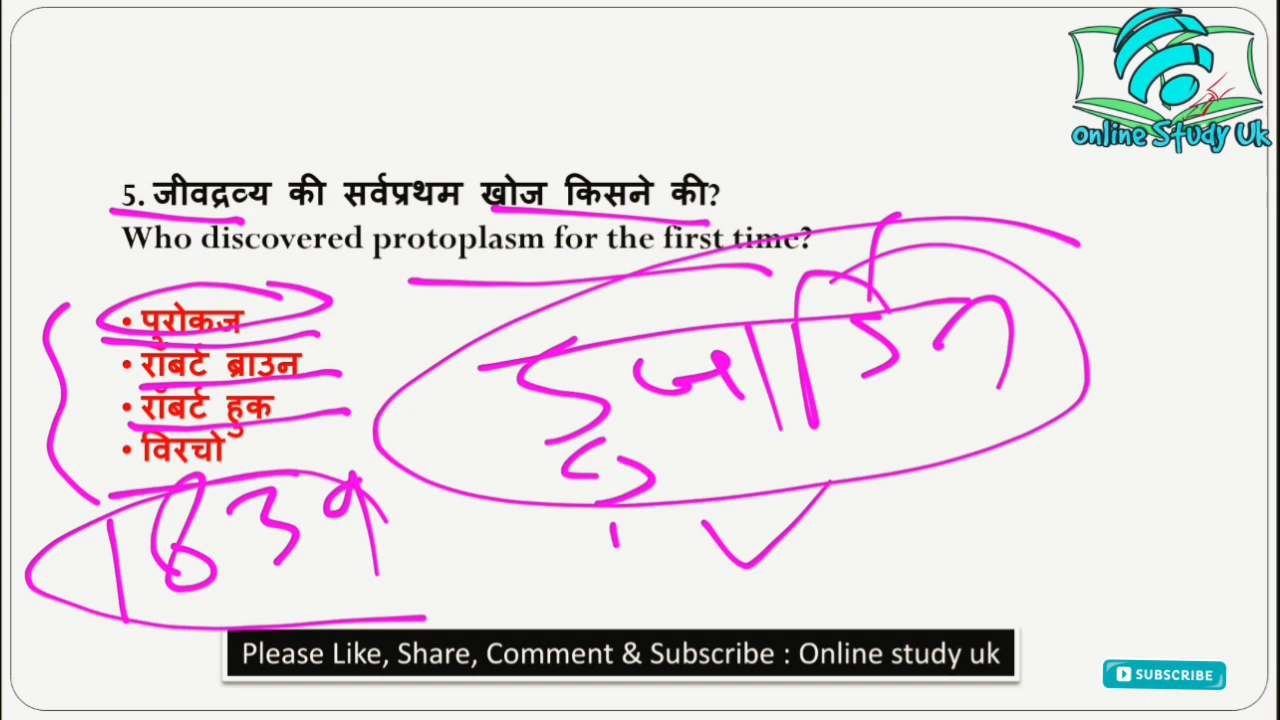 Online Study Uk
5. जीवद्रव्य की सर्वप्रथम खोज किसने की?
Who discovered protoplasm for the first time?
• पुरोकज
• रॉबर्ट ब्राउन
• रॉबर्ट हुक
• विरचो
1839
Please Like, Share, Comment & Subscribe : Online study uk
SUBSCRIBE